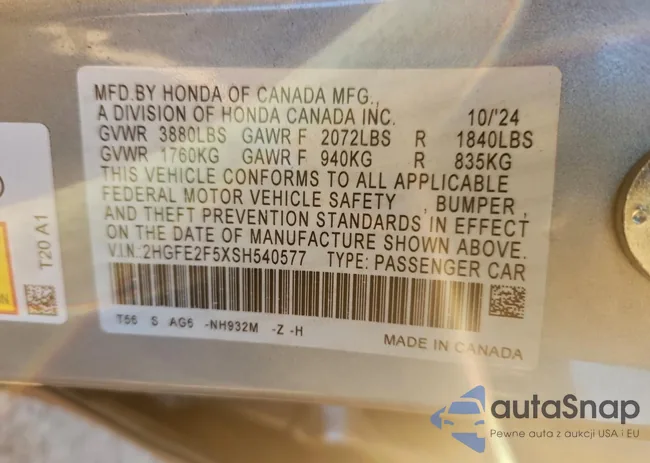 MFD.BY HONDA OF CANADA MFG.,
A DIVISION OF HONDA CANADA INC. 10/'24
GVWR 3880LBS GAWR F 2072LBS R 1840LBS
GVWR 1760KG GAWR F 940KG R 835KG
THIS VEHICLE CONFORMS TO ALL APPLICABLE
FEDERAL MOTOR VEHICLE SAFETY , BUMPER,
AND THEFT PREVENTION STANDARDS IN EFFECT
ON THE DATE OF MANUFACTURE SHOWN ABOVE.
V.I.N.:2HGFE2F5XSH540577 TYPE: PASSENGER CAR
T56 S AG6 -NH932M -Z -H
MADE IN CANADA
T20 A1
autaSnap
Pewne auta z aukcji USA i EU